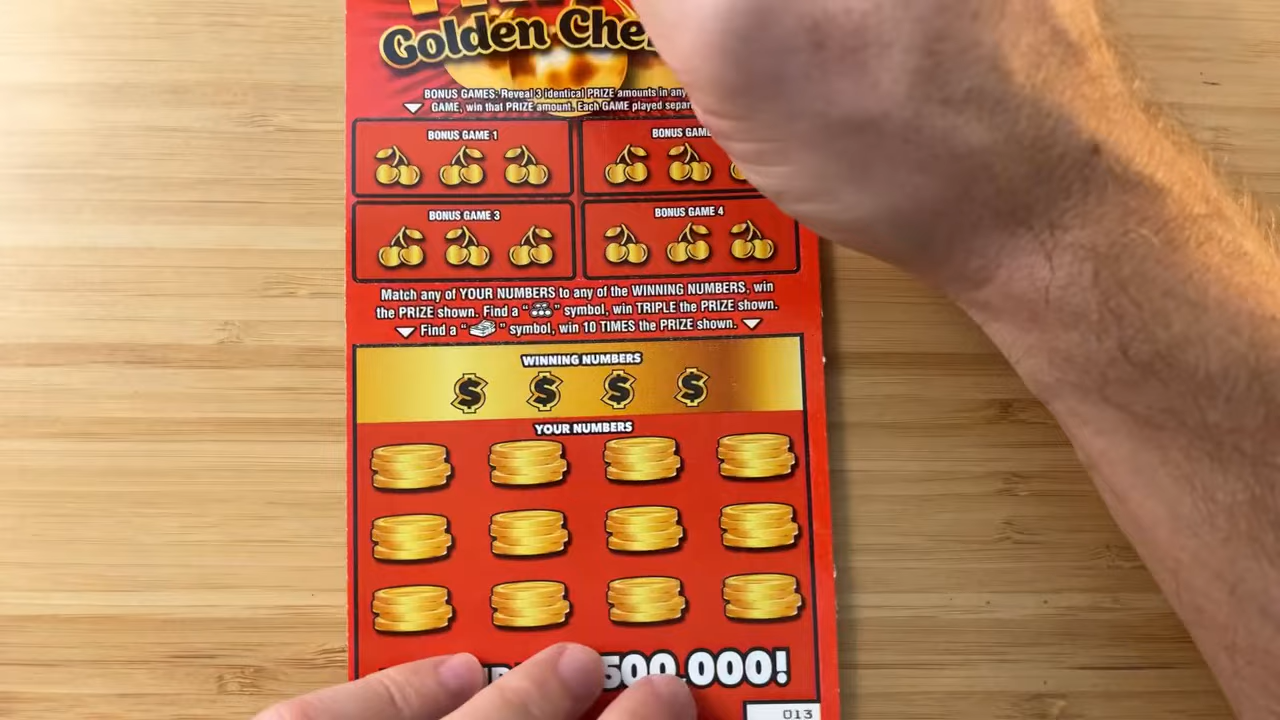 Golden
BONUS GAMES: Reveal 3 identical PRIZE amounts in any
GAME, win that PRIZE amount. Each GAME played
BONUS GAME 1
BONUS
BONUS GAME 3
BONUS GAME 4
Match any of YOUR NUMBERS to any of the WINNING NUMBERS, win
the PRIZE shown. Find a “ ” symbol, win TRIPLE the PRIZE shown.
Find a “ ” symbol, win 10 TIMES the PRIZE shown.
WINNING NUMBERS
$ $ $ $
YOUR NUMBERS
500,000!
013